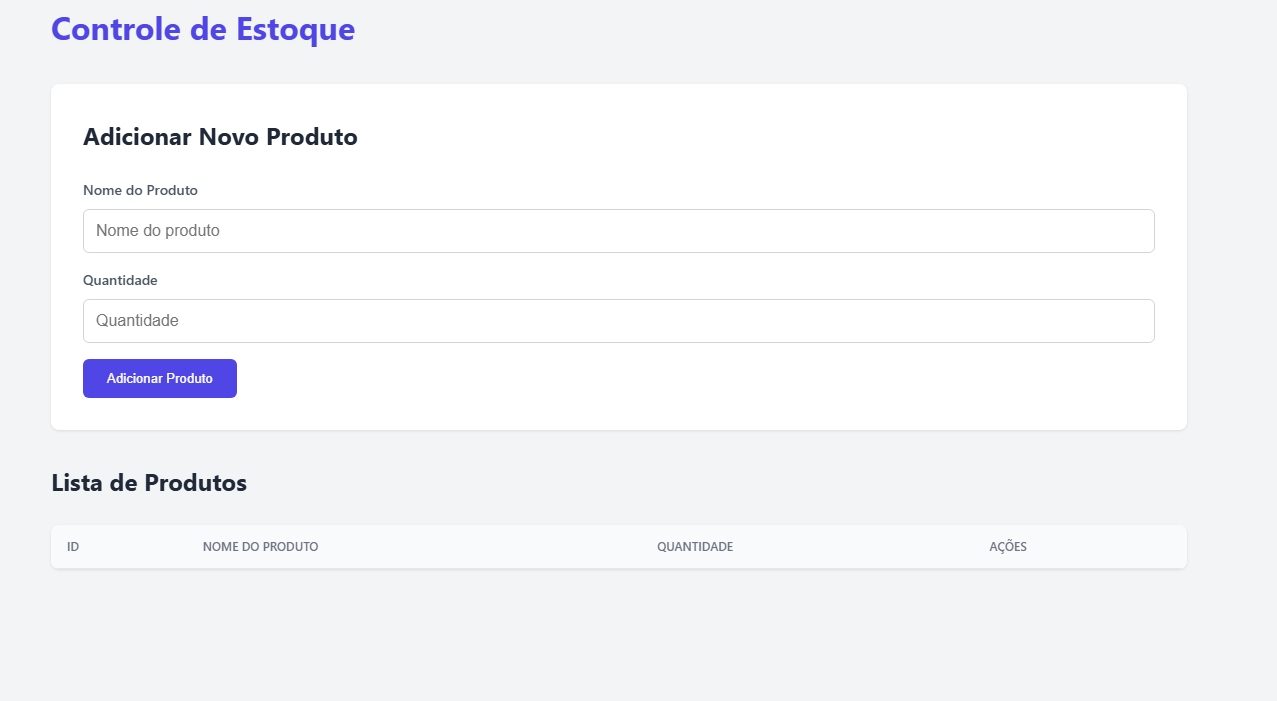 Controle de Estoque
Adicionar Novo Produto
Nome do Produto
Nome do produto
Quantidade
Quantidade
Adicionar Produto
Lista de Produtos
ID NOME DO PRODUTO QUANTIDADE AÇÕES